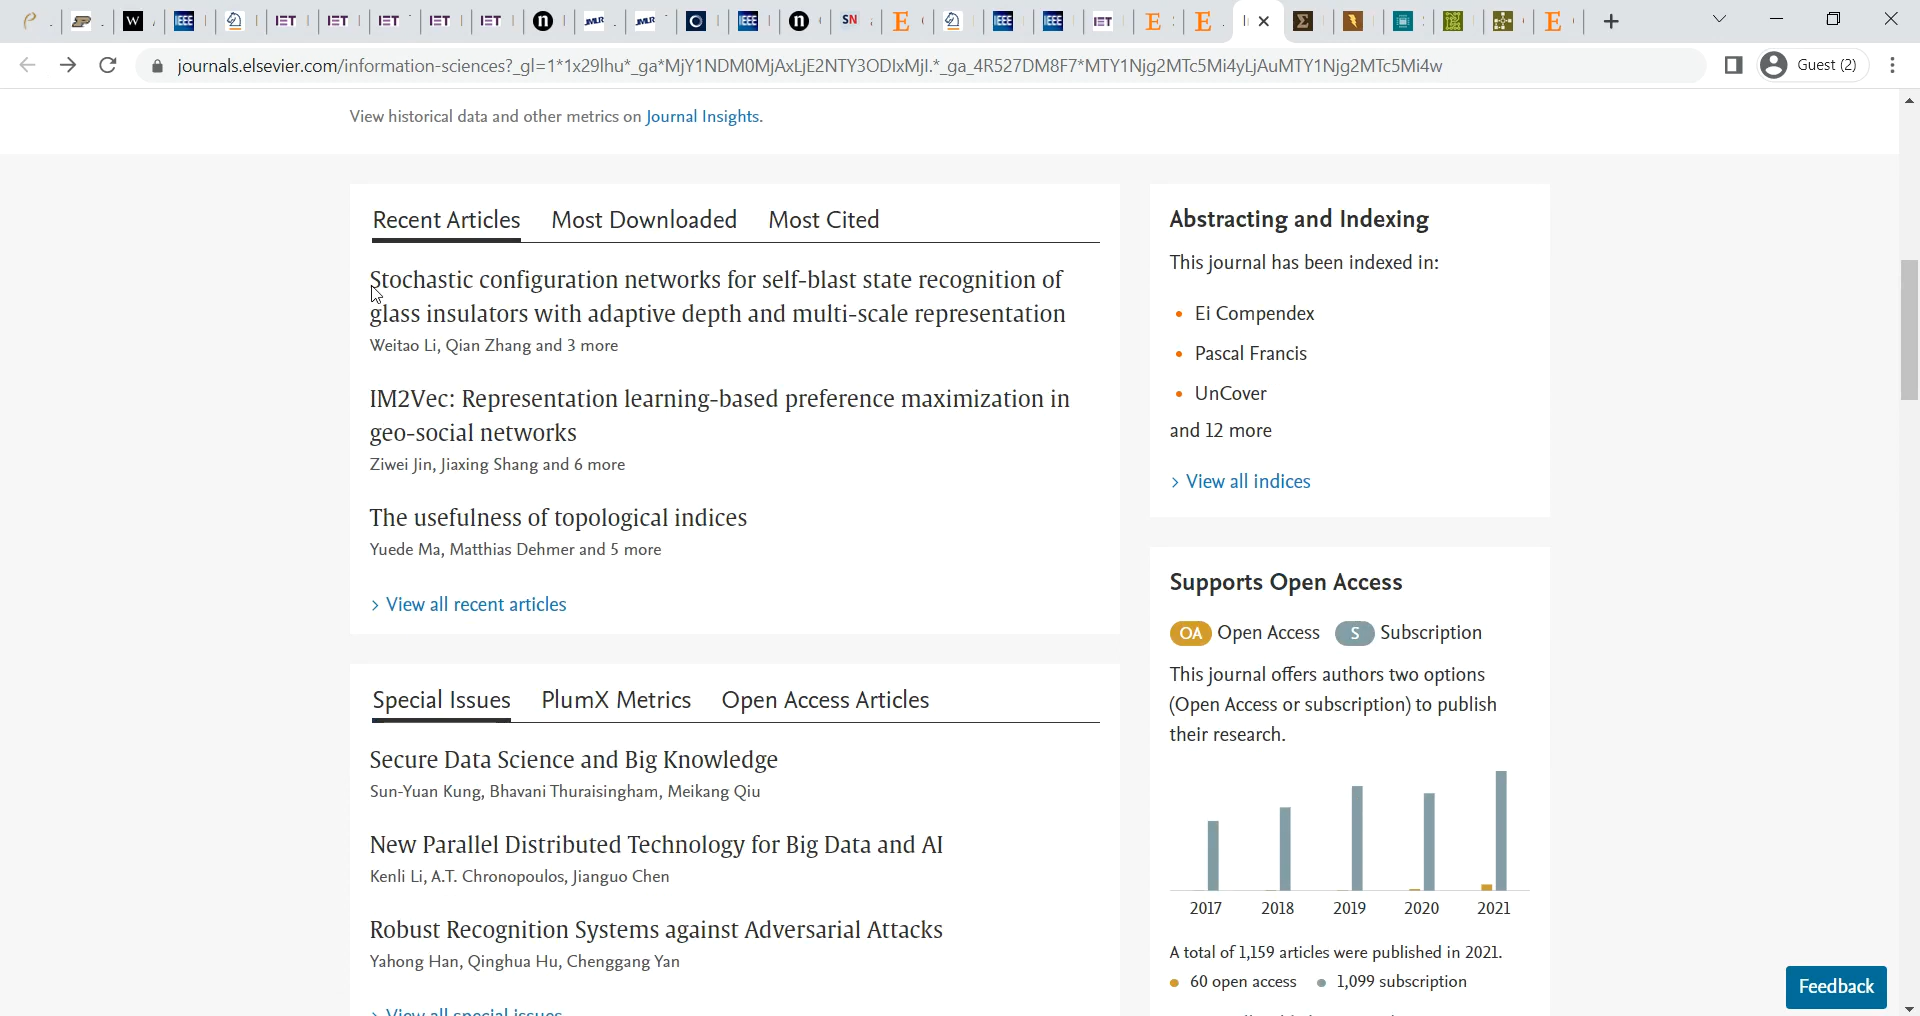 journals.elsevier.com/information-sciences?_gl=1*1x29lhu*_ga*MjY1NDM0MjAxLjE2NTY3ODIxMjI.*_ga_4R527DM8F7*MTY1Njg2MTc5Mi4yLjAuMTY1Njg2MTc5Mi4w
Guest (2)
View historical data and other metrics on Journal Insights.
Recent Articles Most Downloaded Most Cited
Stochastic configuration networks for self-blast state recognition of
glass insulators with adaptive depth and multi-scale representation
Weitao Li, Qian Zhang and 3 more
IM2Vec: Representation learning-based preference maximization in
geo-social networks
Ziwei Jin, Jiaxing Shang and 6 more
The usefulness of topological indices
Yuede Ma, Matthias Dehmer and 5 more
> View all recent articles
Special Issues PlumX Metrics Open Access Articles
Secure Data Science and Big Knowledge
Sun-Yuan Kung, Bhavani Thuraisingham, Meikang Qiu
New Parallel Distributed Technology for Big Data and AI
Kenli Li, A.T. Chronopoulos, Jianguo Chen
Robust Recognition Systems against Adversarial Attacks
Yahong Han, Qinghua Hu, Chenggang Yan
> View all special issues
Abstracting and Indexing
This journal has been indexed in:
• Ei Compendex
• Pascal Francis
• UnCover
and 12 more
> View all indices
Supports Open Access
OA Open Access S Subscription
This journal offers authors two options
(Open Access or subscription) to publish
their research.
2017 2018 2019 2020 2021
A total of 1,159 articles were published in 2021.
• 60 open access • 1,099 subscription
Feedback